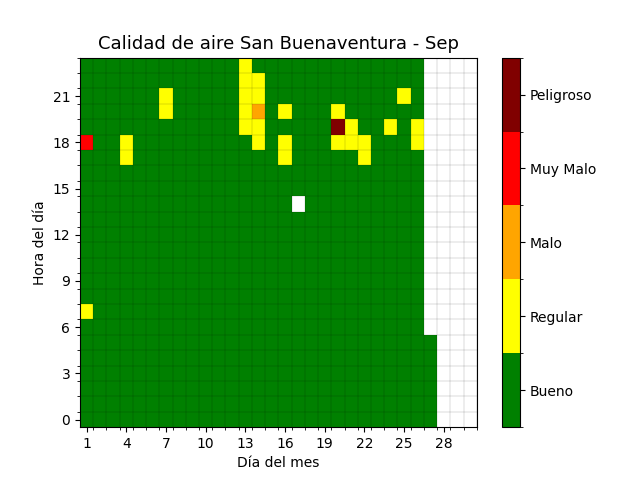 Calidad de aire San Buenaventura - Sep
Hora del día
21
18
15
12
9
6
3
0
1 4 7 10 13 16 19 22 25 28
Día del mes
Peligroso
Muy Malo
Malo
Regular
Bueno